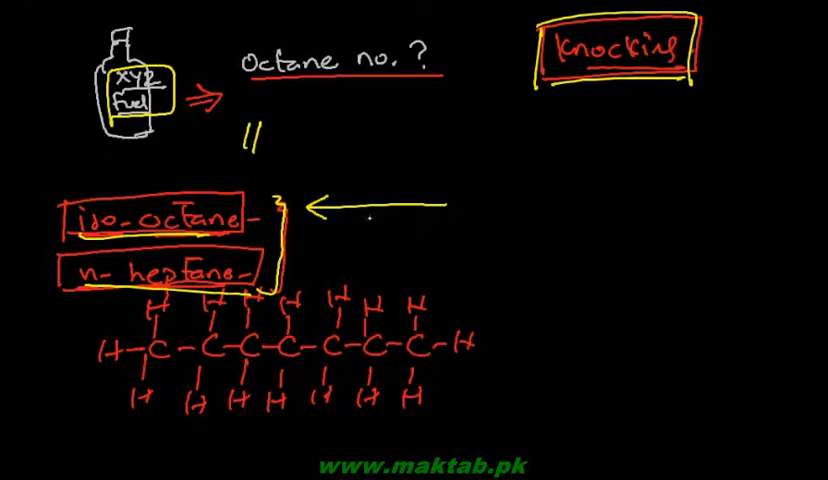 XYZ
fuel
Octane no. ?
Knocking
iso-octane-
n-heptane-
H H H H H H H
H-C-C-C-C-C-C-C-H
H H H H H H H
www.maktab.pk